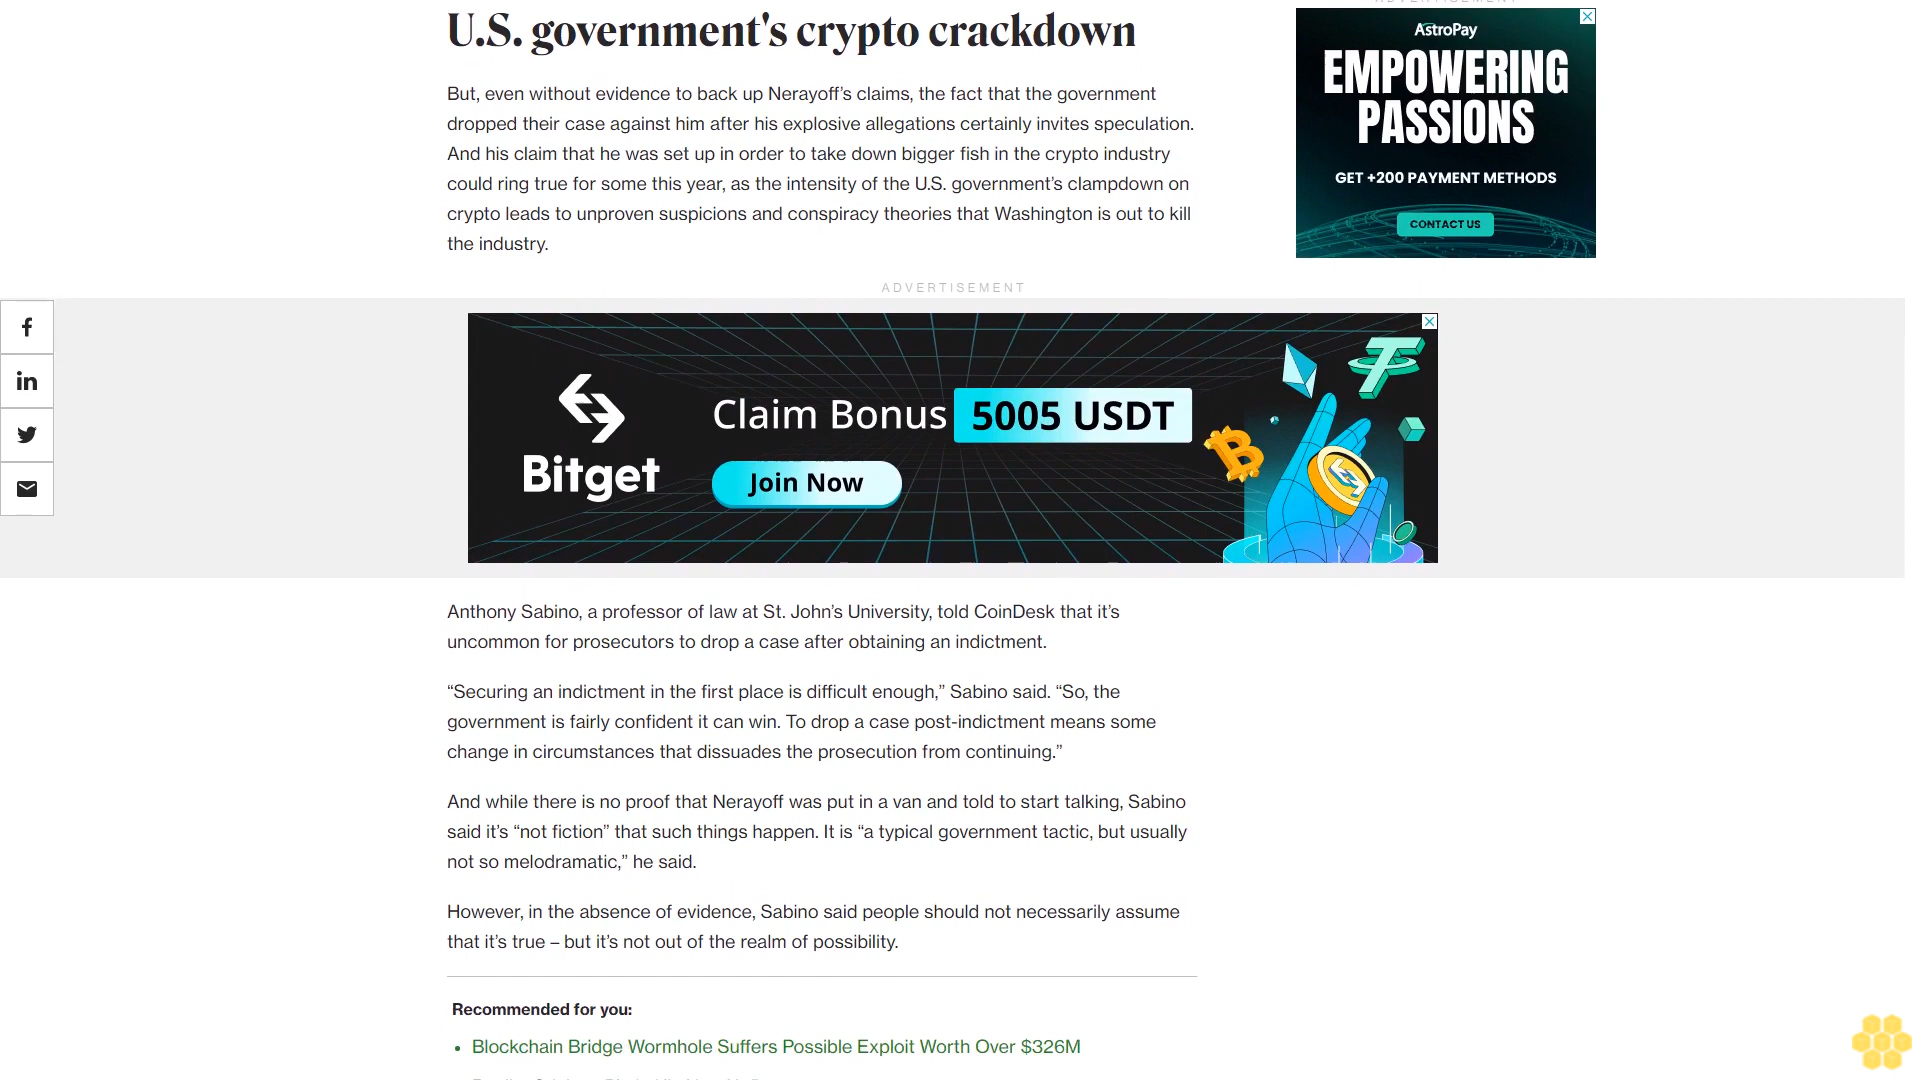 ADVERTISEMENT
U.S. government's crypto crackdown
But, even without evidence to back up Nerayoff’s claims, the fact that the government
dropped their case against him after his explosive allegations certainly invites speculation.
And his claim that he was set up in order to take down bigger fish in the crypto industry
could ring true for some this year, as the intensity of the U.S. government’s clampdown on
crypto leads to unproven suspicions and conspiracy theories that Washington is out to kill
the industry.
AstroPay
EMPOWERING
PASSIONS
GET +200 PAYMENT METHODS
CONTACT US
ADVERTISEMENT
Bitget
Claim Bonus 5005 USDT
Join Now
Anthony Sabino, a professor of law at St. John’s University, told CoinDesk that it’s
uncommon for prosecutors to drop a case after obtaining an indictment.
“Securing an indictment in the first place is difficult enough,” Sabino said. “So, the
government is fairly confident it can win. To drop a case post-indictment means some
change in circumstances that dissuades the prosecution from continuing.”
And while there is no proof that Nerayoff was put in a van and told to start talking, Sabino
said it’s “not fiction” that such things happen. It is “a typical government tactic, but usually
not so melodramatic,” he said.
However, in the absence of evidence, Sabino said people should not necessarily assume
that it’s true – but it’s not out of the realm of possibility.
Recommended for you:
• Blockchain Bridge Wormhole Suffers Possible Exploit Worth Over $326M